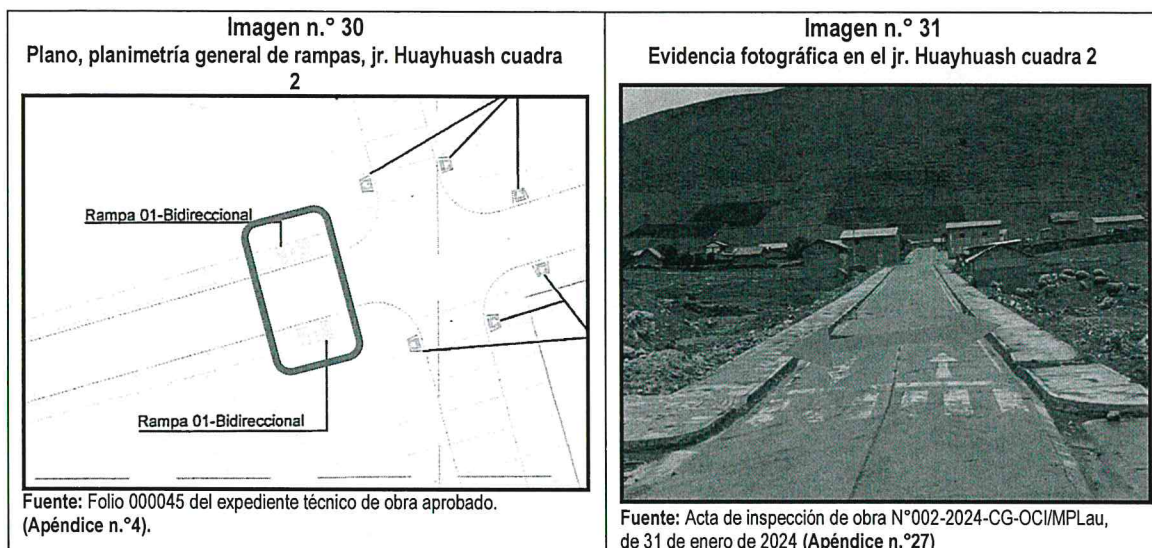 Imagen n.° 30
Plano, planimetría general de rampas, jr. Huayhuash cuadra
2
Rampa 01-Bidireccional
Rampa 01-Bidireccional
Fuente: Folio 000045 del expediente técnico de obra aprobado.
(Apéndice n.°4).
Imagen n.° 31
Evidencia fotográfica en el jr. Huayhuash cuadra 2
Fuente: Acta de inspección de obra N°002-2024-CG-OCI/MPLau,
de 31 de enero de 2024 (Apéndice n.°27)